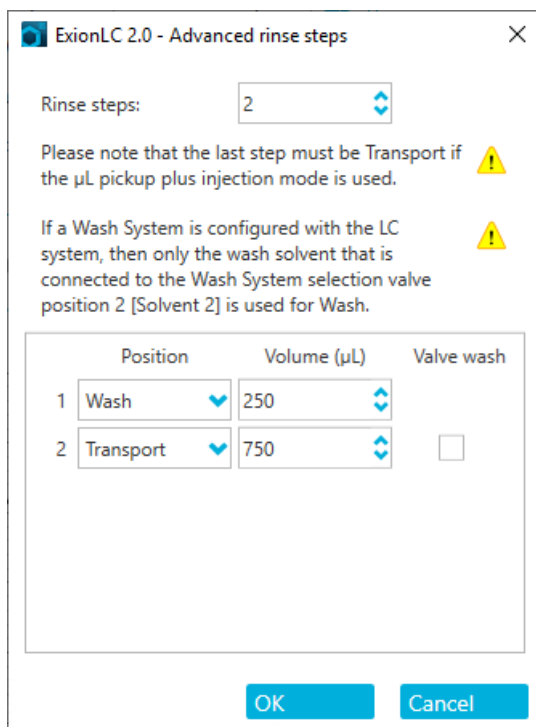 ExionLC 2.0 - Advanced rinse steps
Rinse steps: 2
Please note that the last step must be Transport if
the µL pickup plus injection mode is used.
If a Wash System is configured with the LC
system, then only the wash solvent that is
connected to the Wash System selection valve
position 2 [Solvent 2] is used for Wash.
Position Volume (µL) Valve wash
1 Wash 250
2 Transport 750
OK Cancel